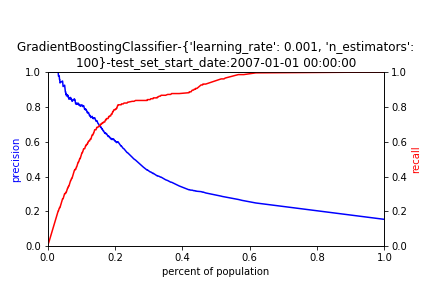 GradientBoostingClassifier-{'learning_rate': 0.001, 'n_estimators':
100}-test_set_start_date:2007-01-01 00:00:00
1.0
0.8
0.6
0.4
0.2
0.0
precision
1.0
0.8
0.6
0.4
0.2
0.0
recall
0.0 0.2 0.4 0.6 0.8 1.0
percent of population